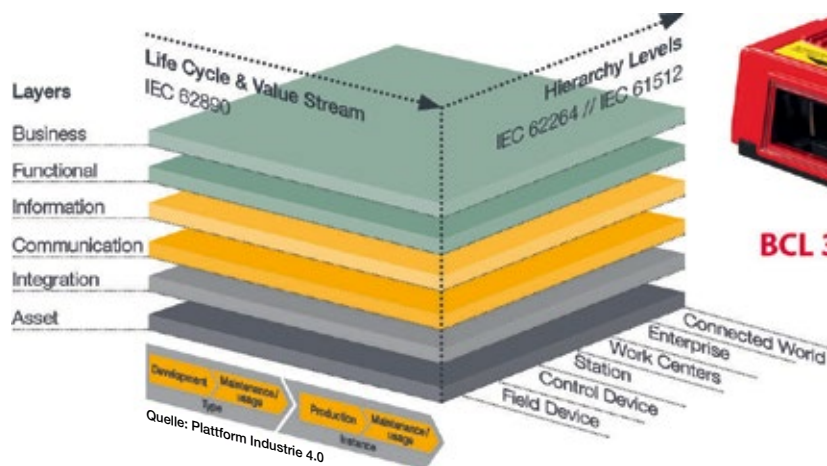 Life Cycle & Value Stream
IEC 62890
Hierarchy Levels
IEC 62264 // IEC 61512
Layers
Business
Functional
Information
Communication
Integration
Asset
BCL 3
Connected World
Enterprise
Work Centers
Station
Control Device
Field Device
Development
Maintenance/
usage
Type
Production
Maintenance/
usage
Instance
Quelle: Plattform Industrie 4.0